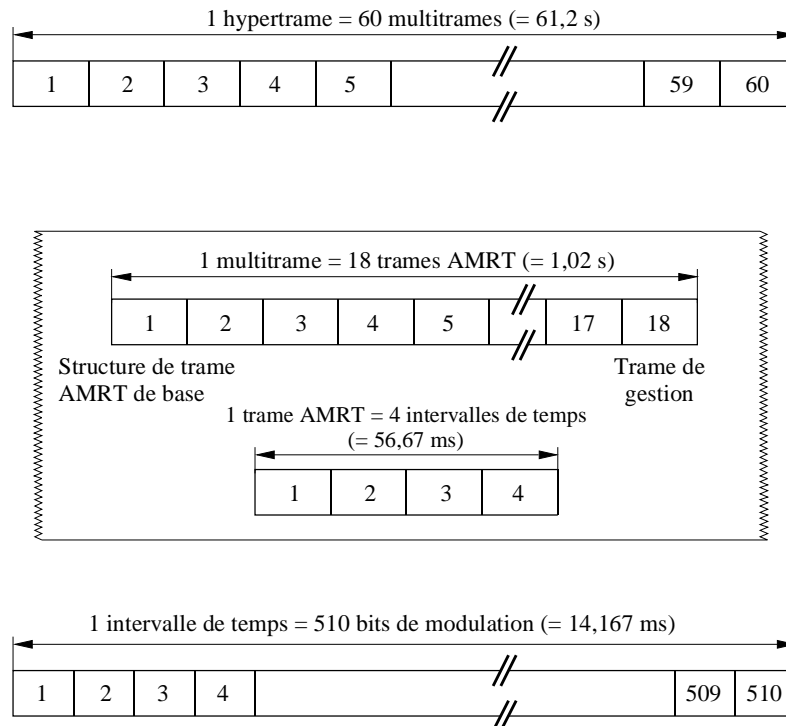 1 hypertrame = 60 multitrames (= 61,2 s)
1 2 3 4 5 59 60
1 multitrame = 18 trames AMRT (= 1,02 s)
1 2 3 4 5 17 18
Structure de trame
AMRT de base
Trame de
gestion
1 trame AMRT = 4 intervalles de temps
(= 56,67 ms)
1 2 3 4
1 intervalle de temps = 510 bits de modulation (= 14,167 ms)
1 2 3 4 509 510